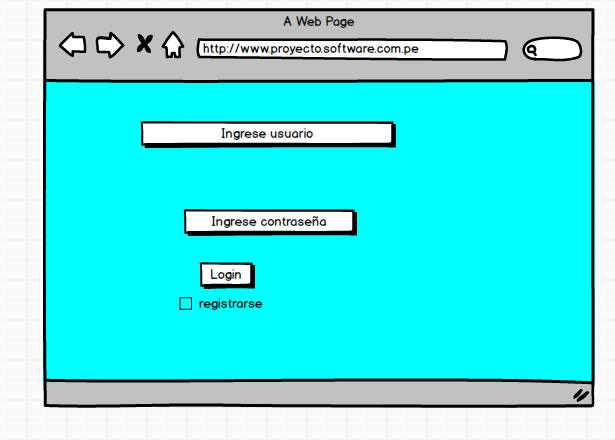 A Web Page
http://www.proyecto.software.com.pe
Ingrese usuario
Ingrese contraseña
Login
registrarse